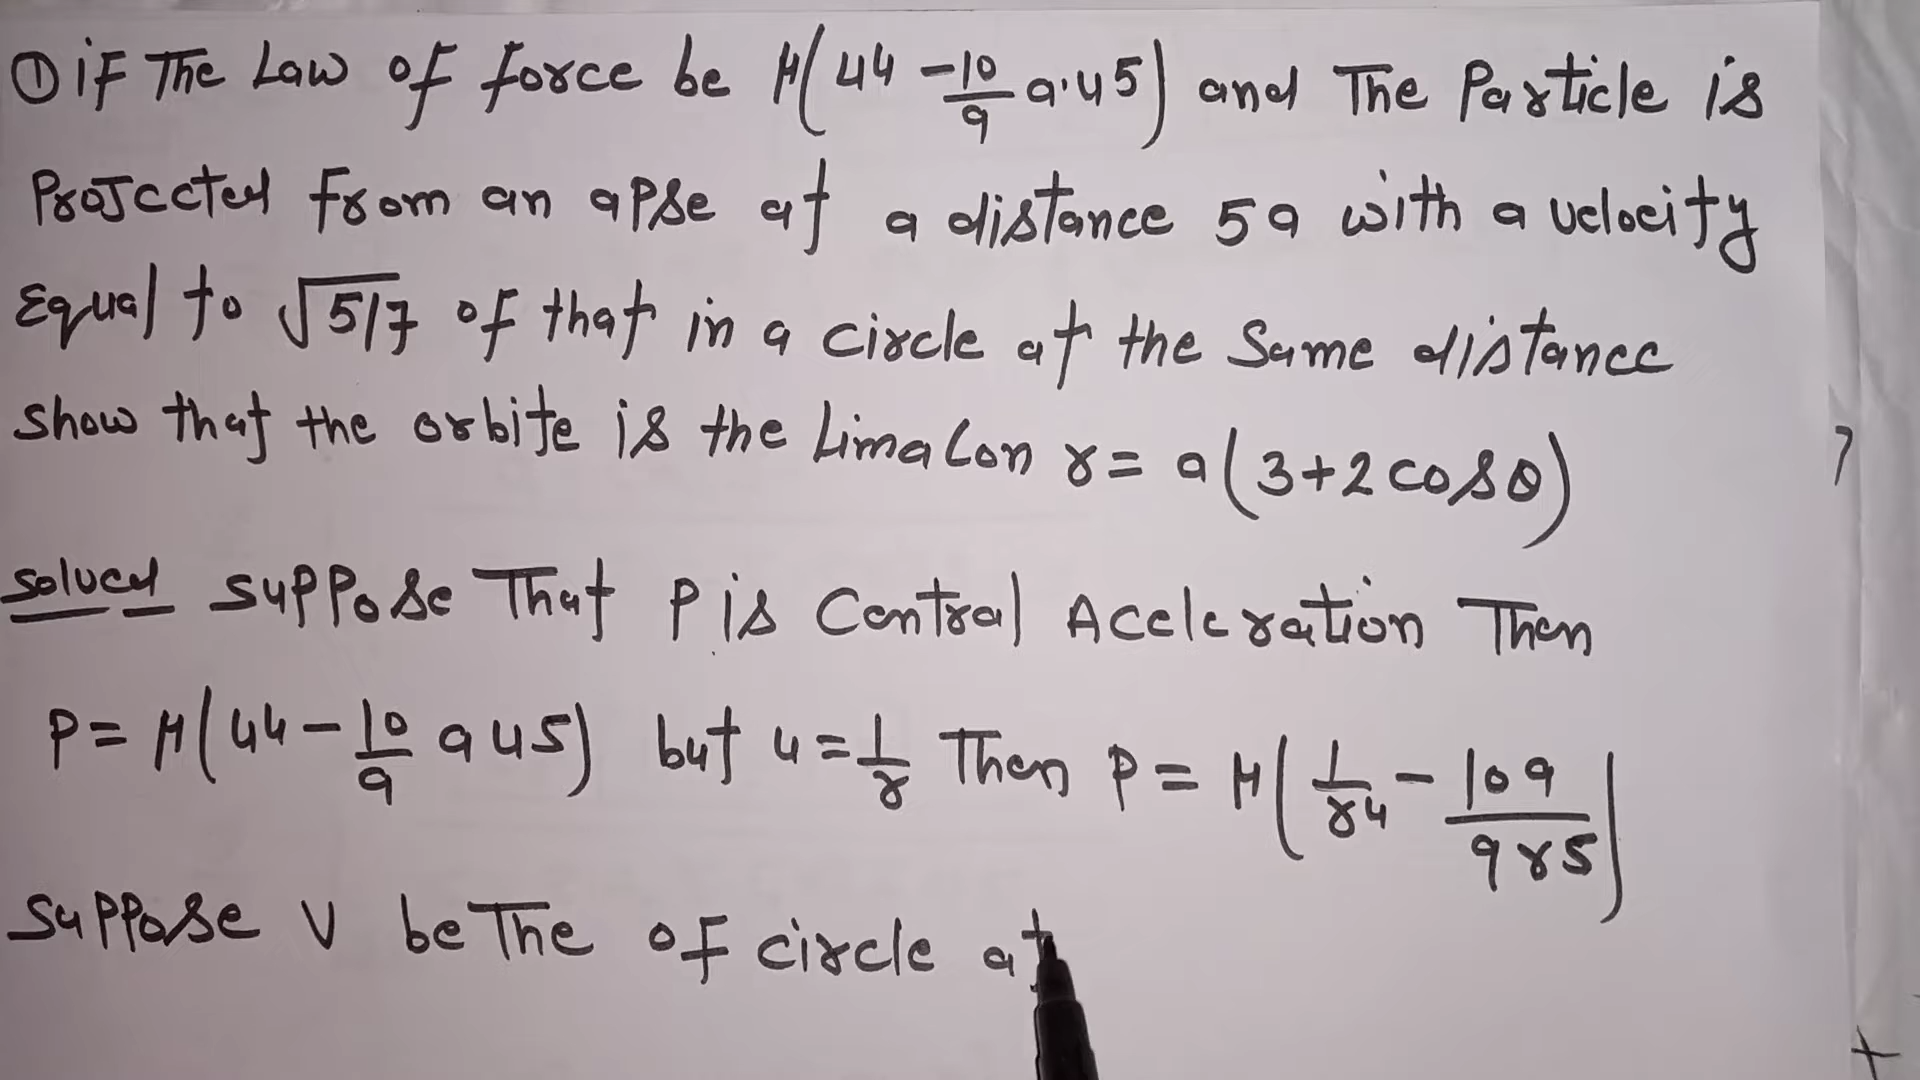 ① iF The Law of force be μ(u4 - 10/9 a.u5) and The Particle is
Projected from an apse at a distance 5a with a velocity
Equal to √5/7 of that in a circle at the Same distance
Show that the orbite is the Limacon r = a(3+2cosθ) ?
Solved Suppose That P is Central Aceleration Then
P = μ(u4 - 10/9 a u5) but u = 1/r Then P = μ(1/r4 - 10a/9r5)
Suppose V be The of circle at